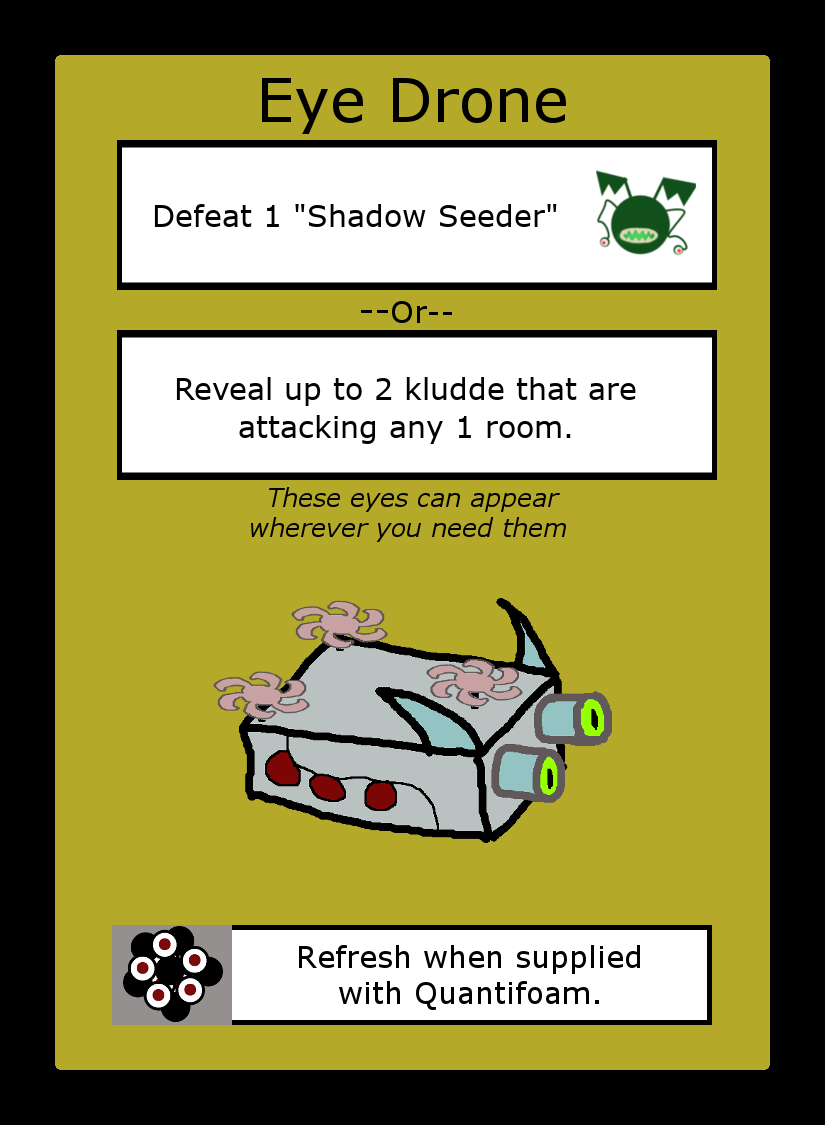 Eye Drone
Defeat 1 "Shadow Seeder"
--Or--
Reveal up to 2 kludde that are
attacking any 1 room.
These eyes can appear
wherever you need them
Refresh when supplied
with Quantifoam.